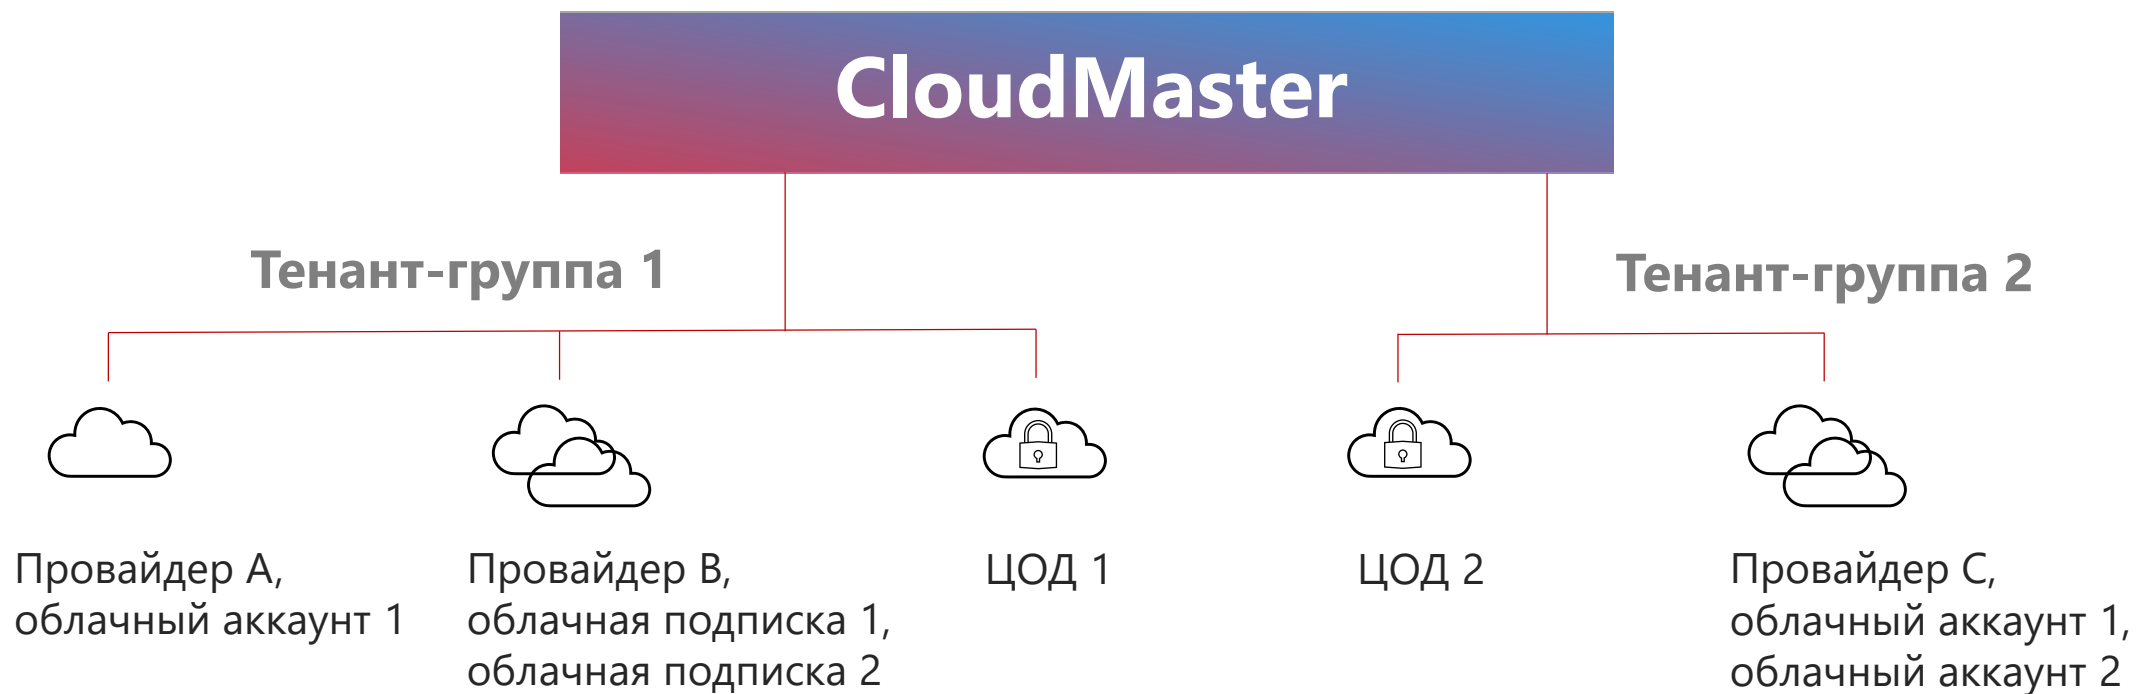 CloudMaster
Тенант-группа 1
Тенант-группа 2
Провайдер A,
облачный аккаунт 1
Провайдер B,
облачная подписка 1,
облачная подписка 2
ЦОД 1
ЦОД 2
Провайдер C,
облачный аккаунт 1,
облачный аккаунт 2